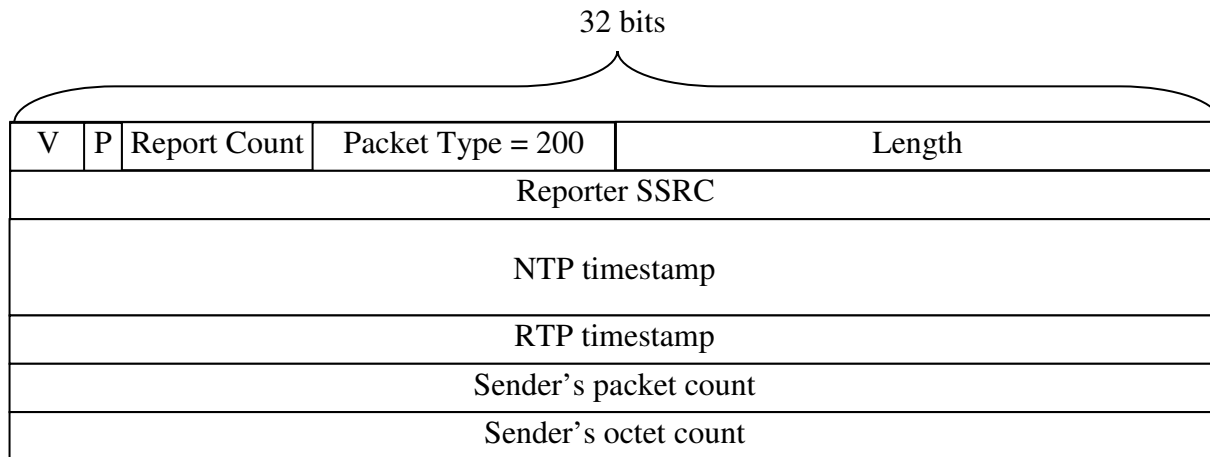 32 bits
V P Report Count Packet Type = 200 Length
Reporter SSRC
NTP timestamp
RTP timestamp
Sender’s packet count
Sender’s octet count